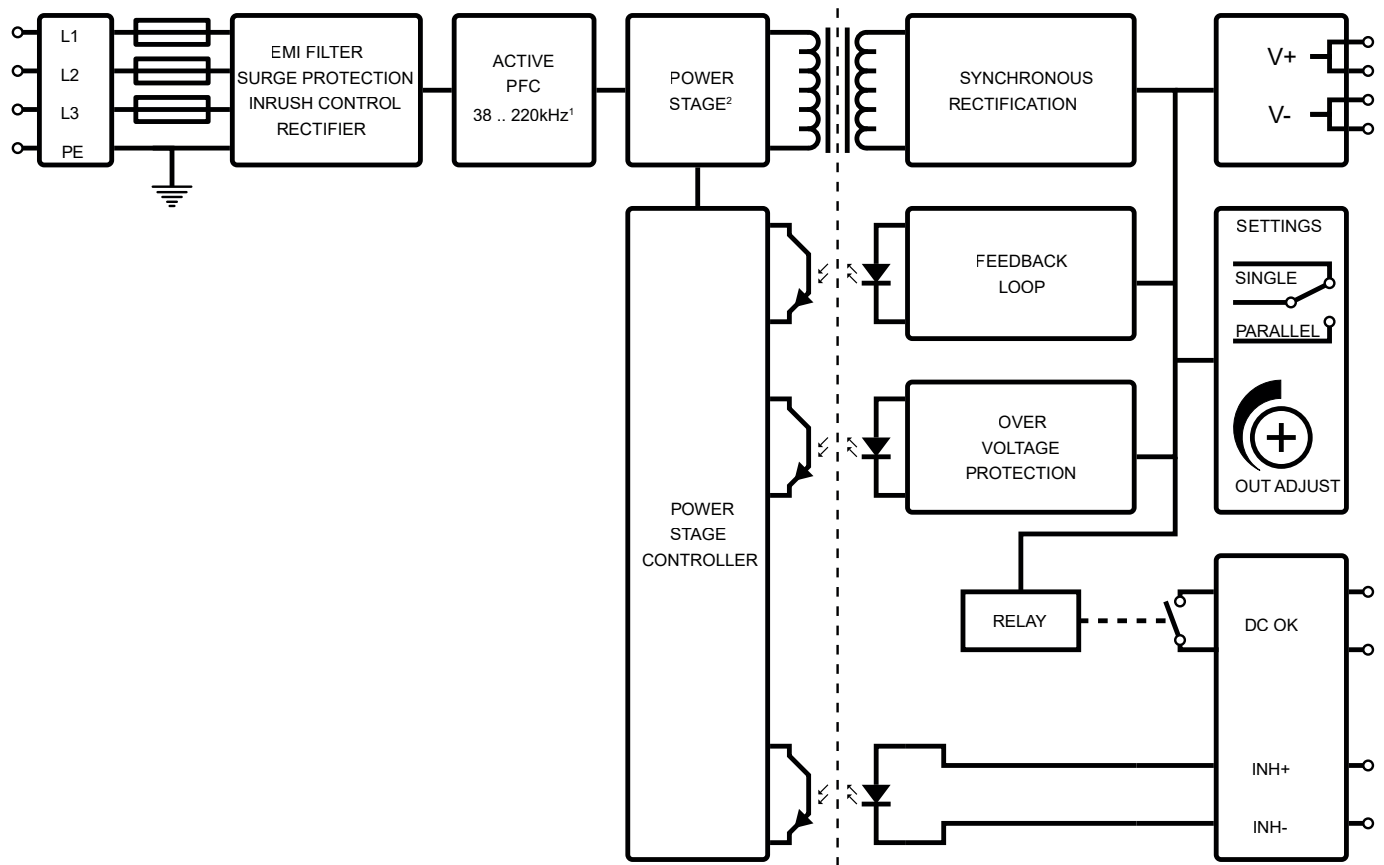 L1
L2
L3
PE
EMI FILTER
SURGE PROTECTION
INRUSH CONTROL
RECTIFIER
ACTIVE
PFC
38 .. 220kHz¹
POWER
STAGE²
SYNCHRONOUS
RECTIFICATION
V+
V-
FEEDBACK
LOOP
SETTINGS
SINGLE
PARALLEL
OUT ADJUST
OVER
VOLTAGE
PROTECTION
POWER
STAGE
CONTROLLER
RELAY
DC OK
INH+
INH-